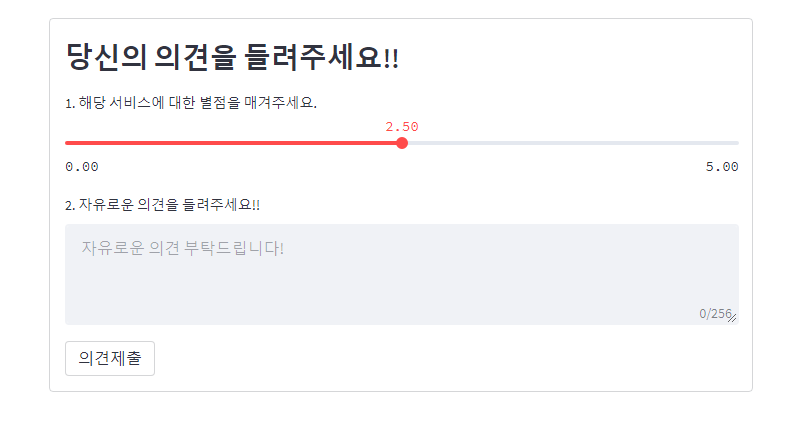 당신의 의견을 들려주세요!!
1. 해당 서비스에 대한 별점을 매겨주세요.
2.50
0.00 5.00
2. 자유로운 의견을 들려주세요!!
자유로운 의견 부탁드립니다!
0/256
의견제출